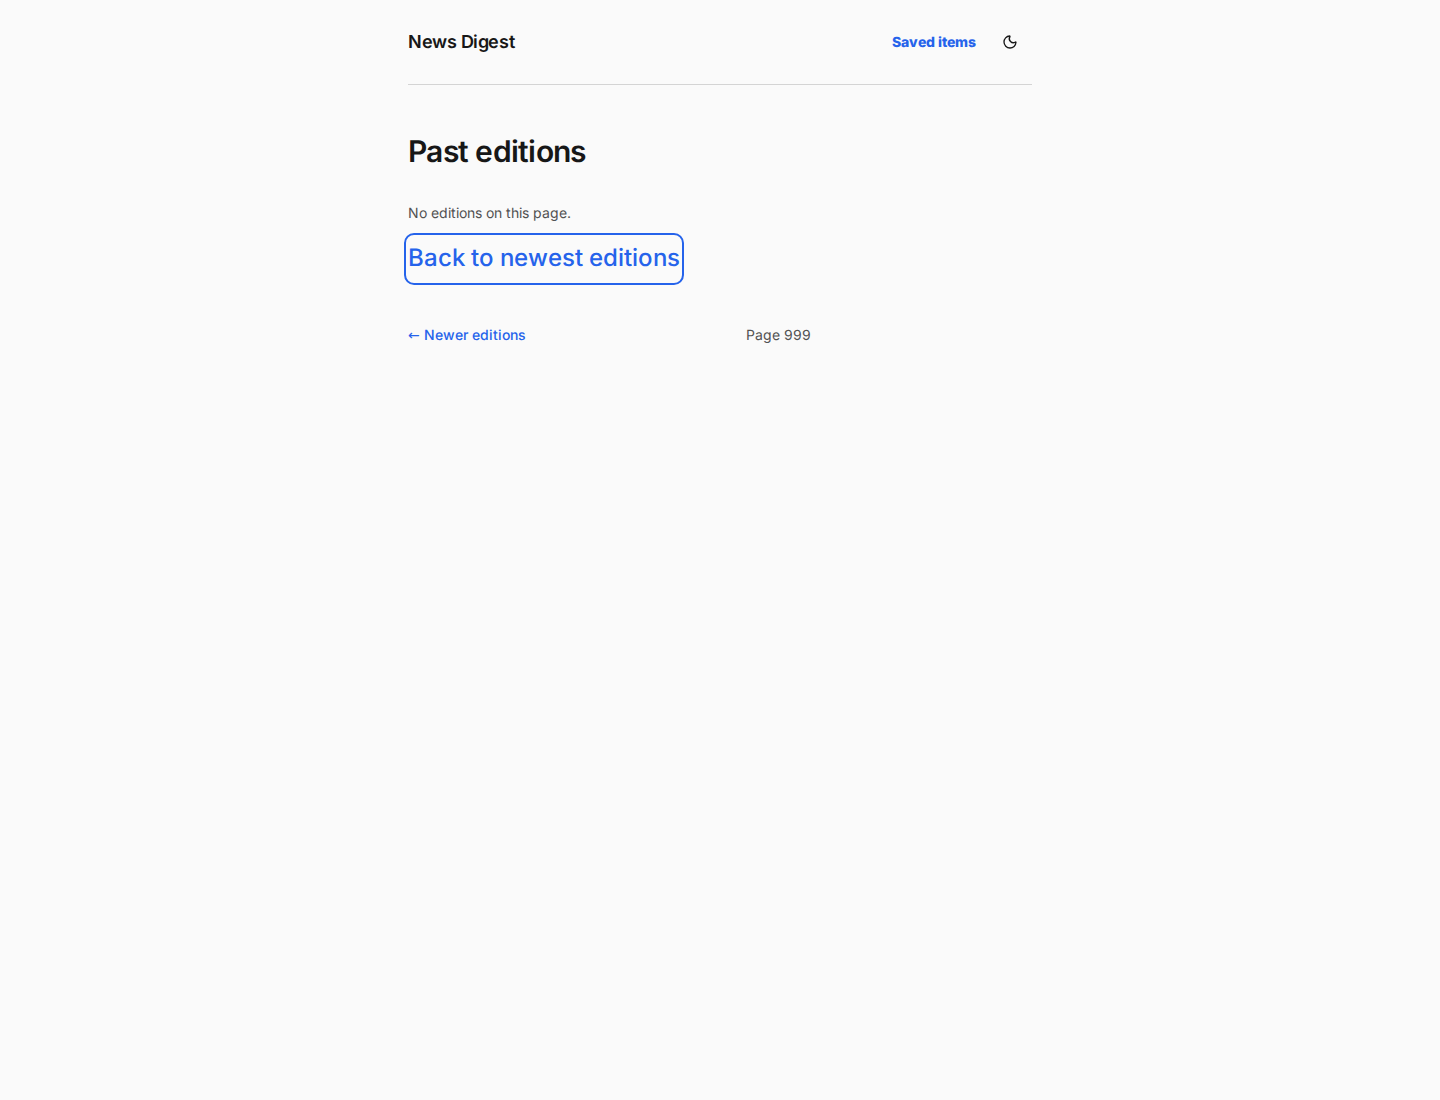 News Digest
Saved items
Past editions
No editions on this page.
Back to newest editions
← Newer editions
Page 999